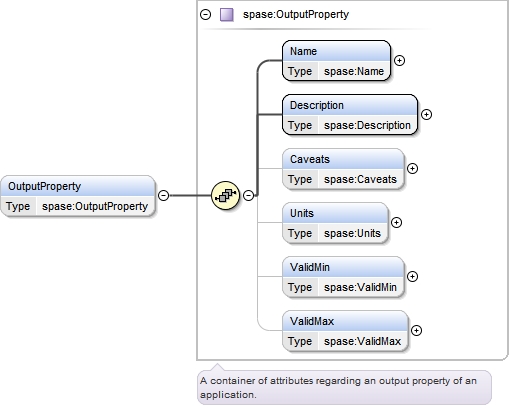 spase:OutputProperty
Name
Type spase:Name
Description
Type spase:Description
Caveats
Type spase:Caveats
OutputProperty
Type spase:OutputProperty
Units
Type spase:Units
ValidMin
Type spase:ValidMin
ValidMax
Type spase:ValidMax
A container of attributes regarding an output property of an
application.